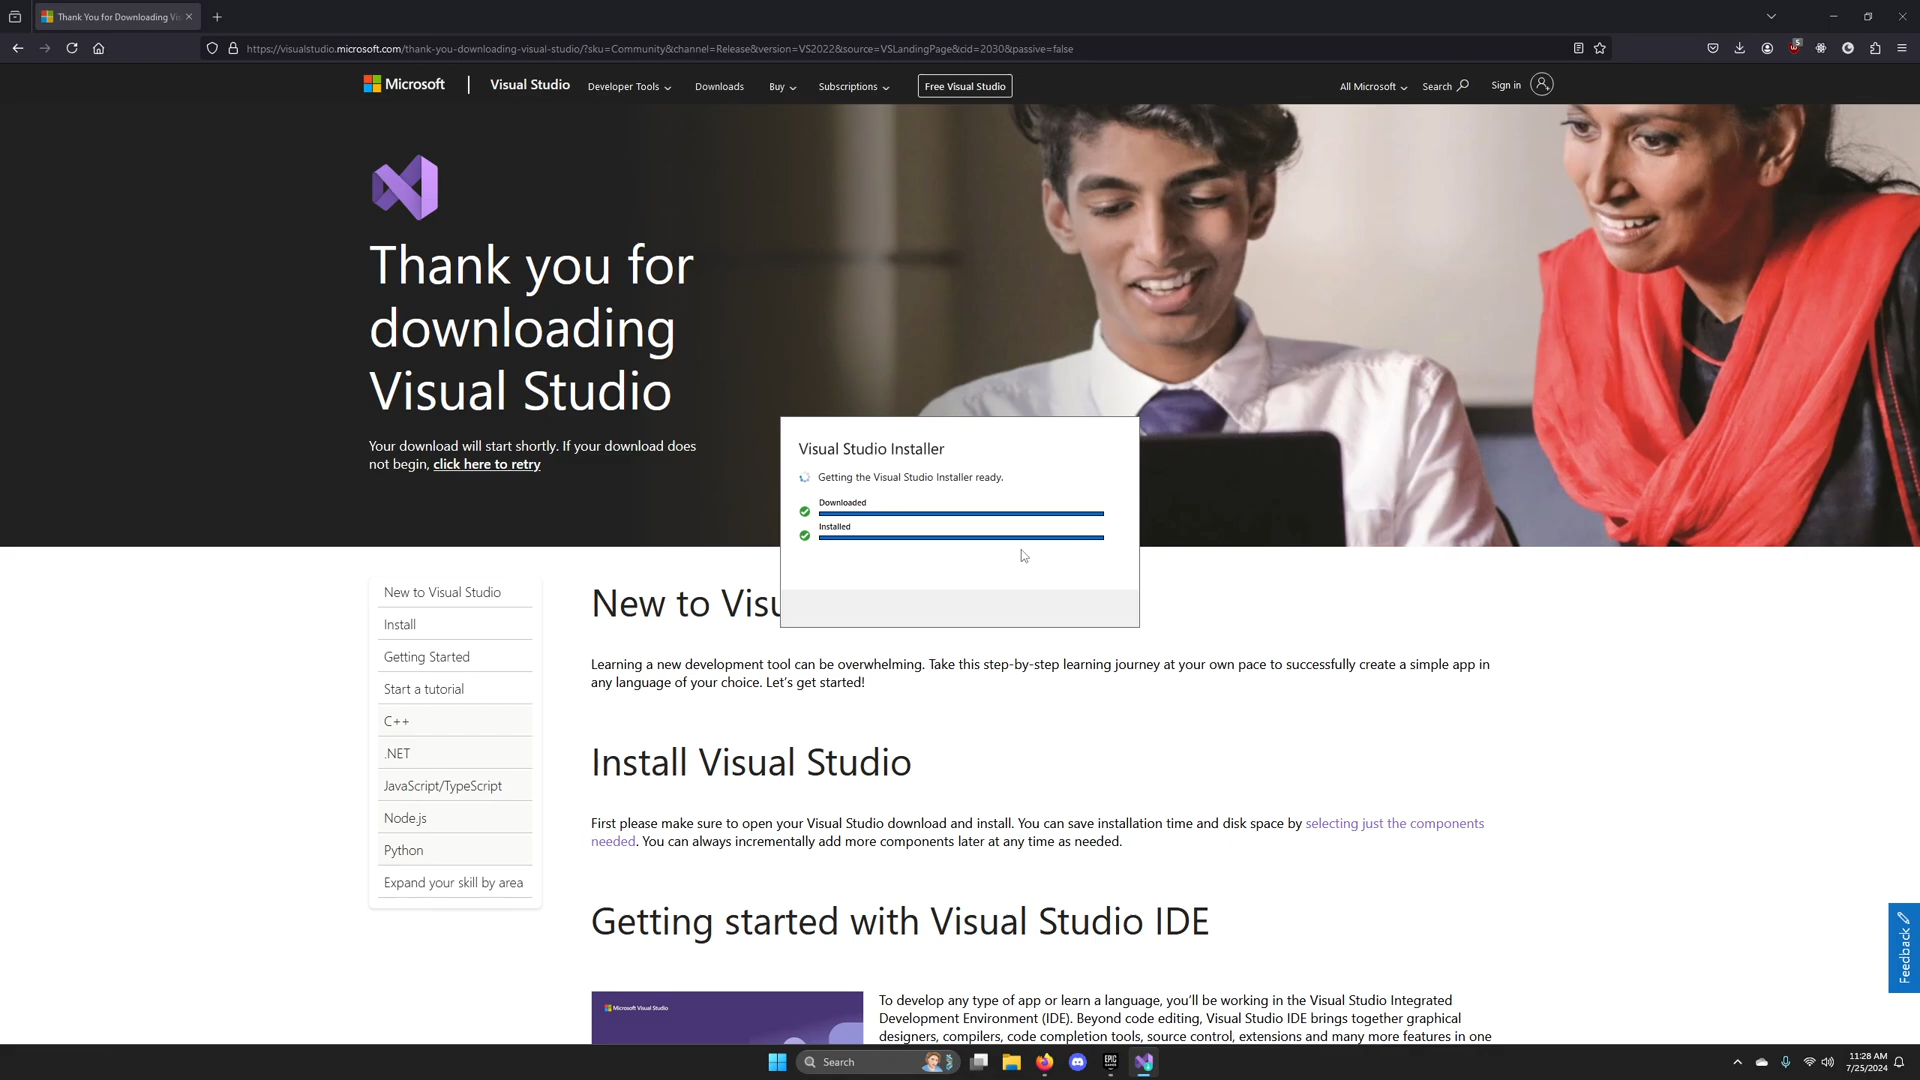 Thank You for Downloading Vis
https://visualstudio.microsoft.com/thank-you-downloading-visual-studio/?sku=Community&channel=Release&version=VS2022&source=VSLandingPage&cid=2030&passive=false
5
Microsoft
Visual Studio
Developer Tools
Downloads
Buy
Subscriptions
Free Visual Studio
All Microsoft
Search
Sign in
Thank you for
downloading
Visual Studio
Your download will start shortly. If your download does
not begin, click here to retry
Visual Studio Installer
Getting the Visual Studio Installer ready.
Downloaded
Installed
New to Visual Studio
Install
Getting Started
Start a tutorial
C++
.NET
JavaScript/TypeScript
Node.js
Python
Expand your skill by area
New to Visu
Learning a new development tool can be overwhelming. Take this step-by-step learning journey at your own pace to successfully create a simple app in
any language of your choice. Let's get started!
Install Visual Studio
First please make sure to open your Visual Studio download and install. You can save installation time and disk space by selecting just the components
needed. You can always incrementally add more components later at any time as needed.
Getting started with Visual Studio IDE
Microsoft Visual Studio
To develop any type of app or learn a language, you'll be working in the Visual Studio Integrated
Development Environment (IDE). Beyond code editing, Visual Studio IDE brings together graphical
designers, compilers, code completion tools, source control, extensions and many more features in one
Feedback
Search
EPIC
GAMES
11:28 AM
7/25/2024